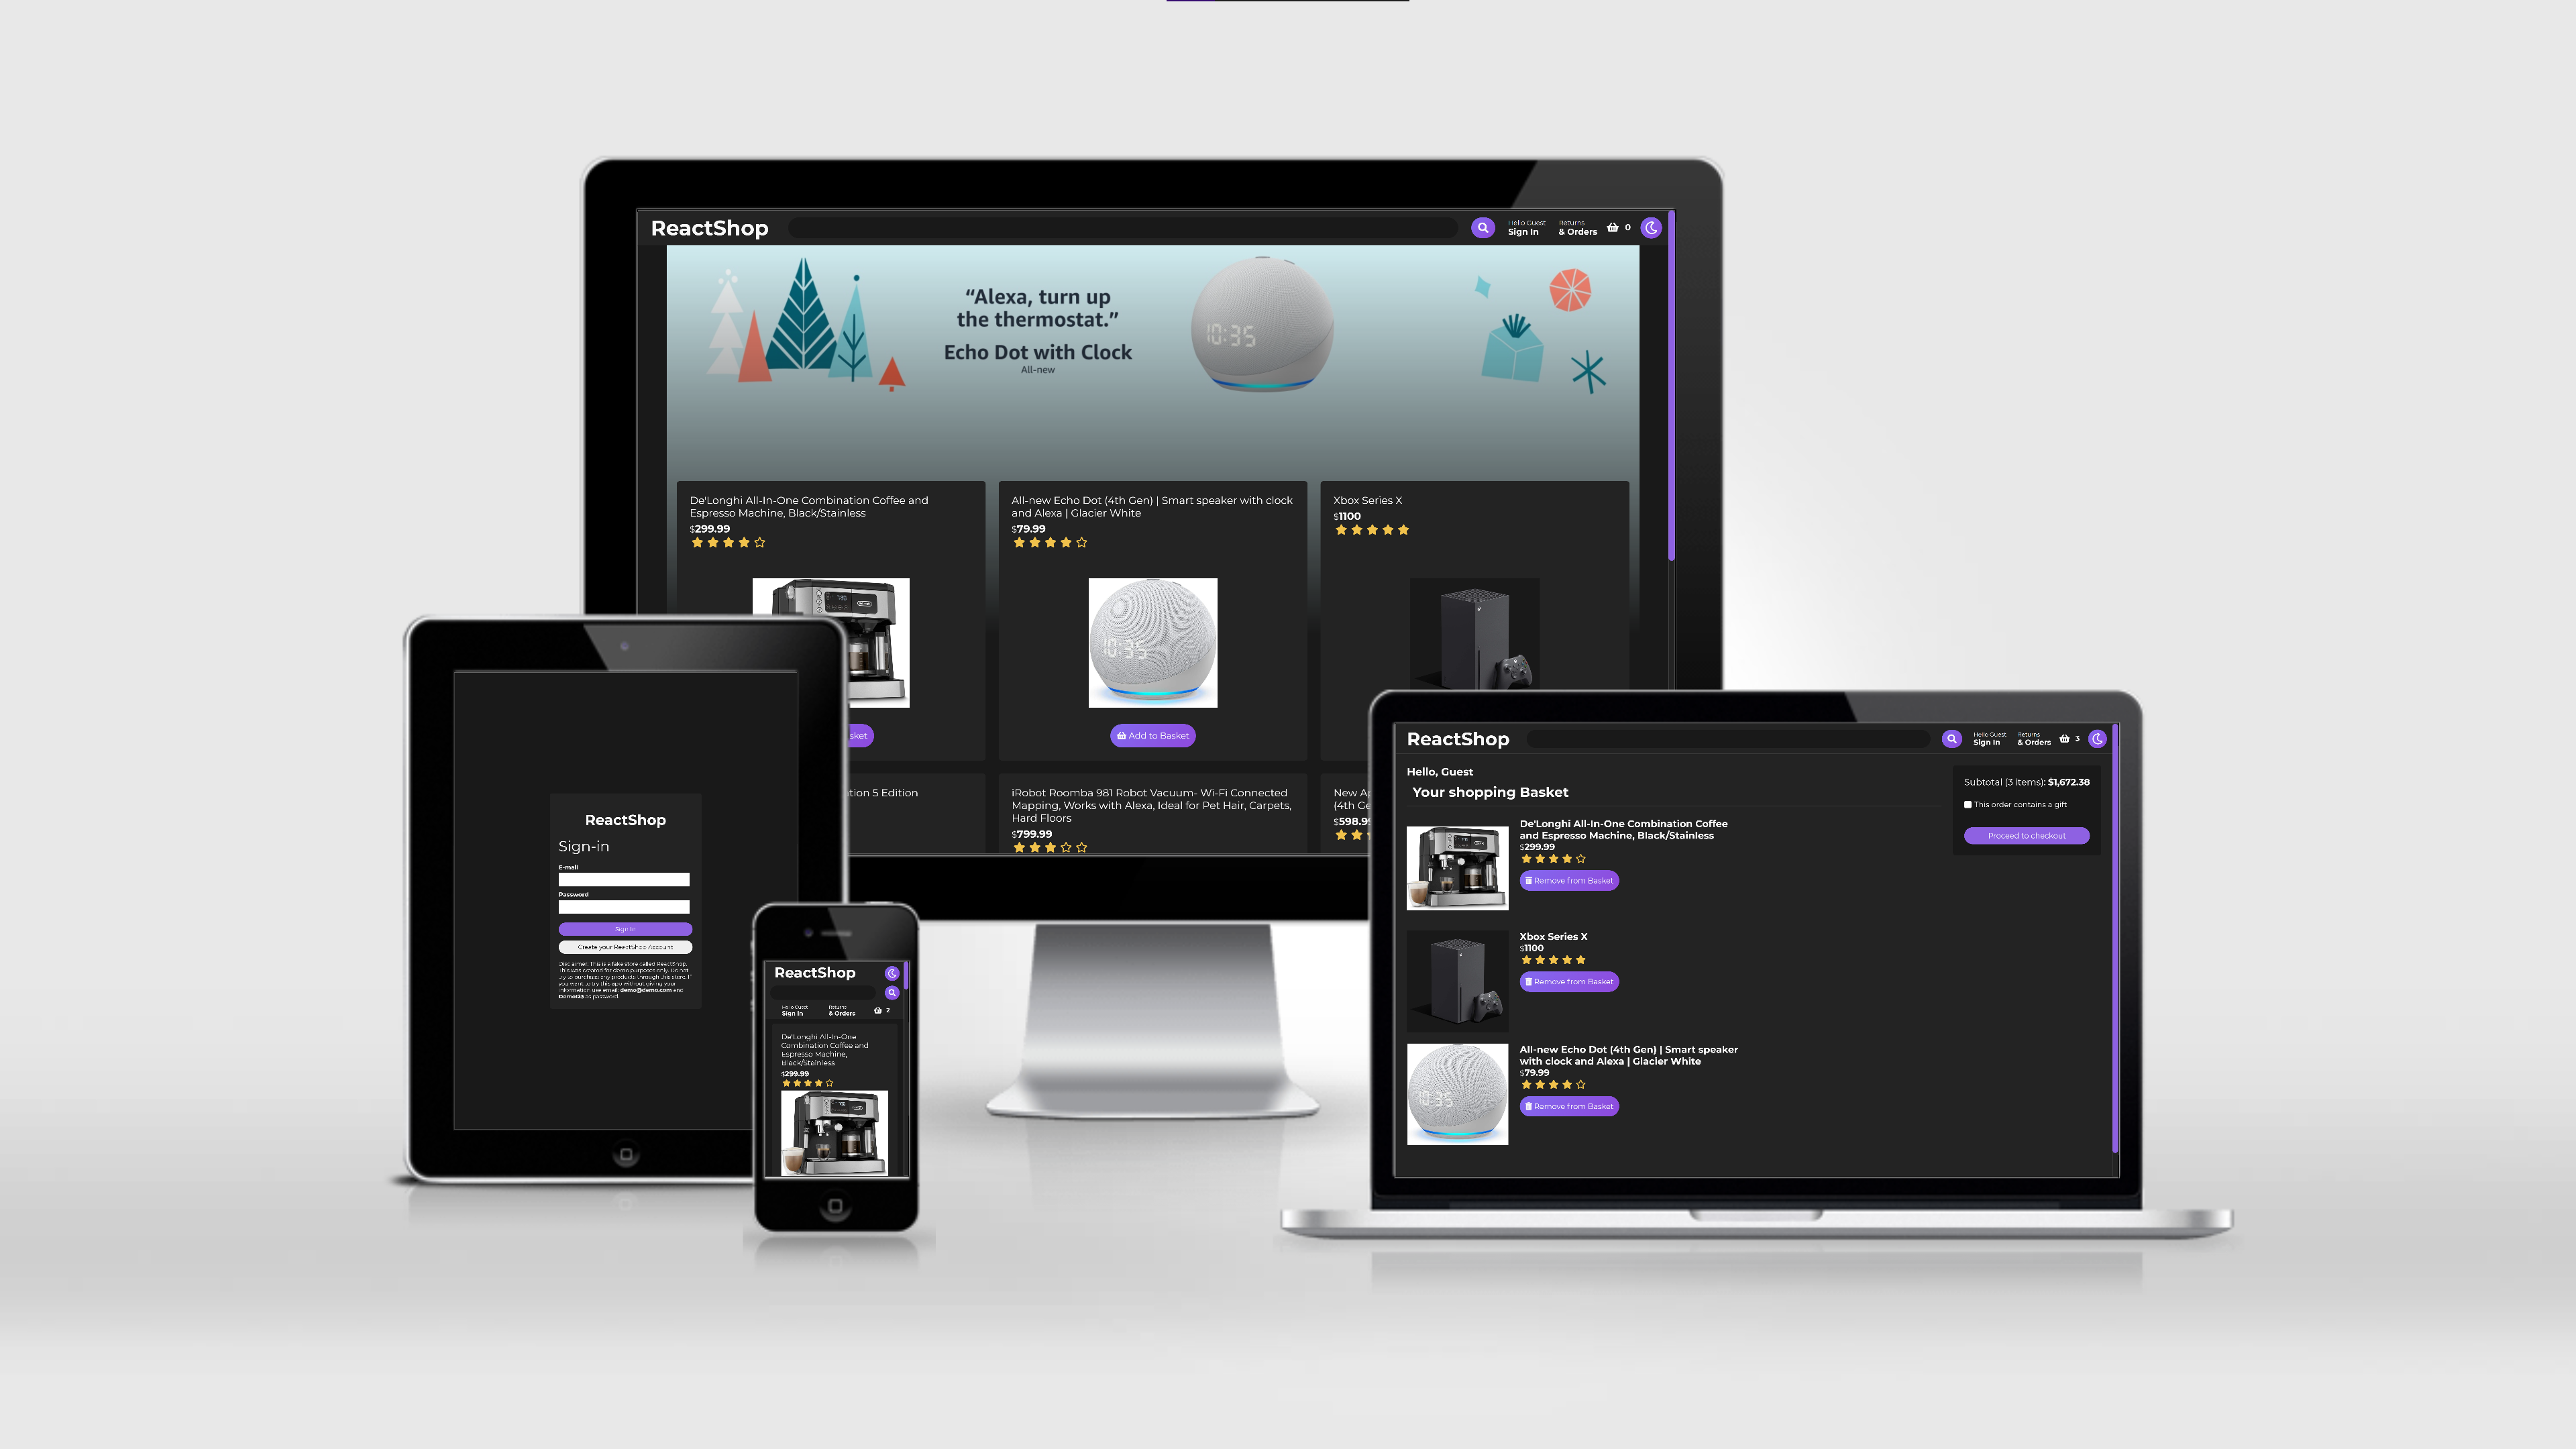 ReactShop
Hello Guest
Sign In
Returns
& Orders
0
“Alexa, turn up
the thermostat.”
Echo Dot with Clock
All-new
10:35
De'Longhi All-In-One Combination Coffee and
Espresso Machine, Black/Stainless
$299.99
All-new Echo Dot (4th Gen) | Smart speaker with clock
and Alexa | Glacier White
$79.99
Xbox Series X
$1100
10:35
sket
Add to Basket
tion 5 Edition
iRobot Roomba 981 Robot Vacuum- Wi-Fi Connected
Mapping, Works with Alexa, Ideal for Pet Hair, Carpets,
Hard Floors
$799.99
New Ap
(4th Ge
$598.9
ReactShop
Sign-in
E-mail
Password
Sign In
Create your ReactShop Account
Disclaimer: This is a fake store called ReactShop.
This was created for demo purposes only. Do not
try to purchase any products through this store. If
you want to try this app without giving your
information use email: demo@demo.com and
Demo123 as password.
ReactShop
Hello Guest
Sign In
Returns
& Orders
2
De'Longhi All-In-One
Combination Coffee and
Espresso Machine,
Black/Stainless
$299.99
ReactShop
Hello Guest
Sign In
Returns
& Orders
3
Hello, Guest
Your shopping Basket
De'Longhi All-In-One Combination Coffee
and Espresso Machine, Black/Stainless
$299.99
Remove from Basket
Xbox Series X
$1100
Remove from Basket
All-new Echo Dot (4th Gen) | Smart speaker
with clock and Alexa | Glacier White
$79.99
Remove from Basket
10:35
Subtotal (3 items): $1,672.38
This order contains a gift
Proceed to checkout